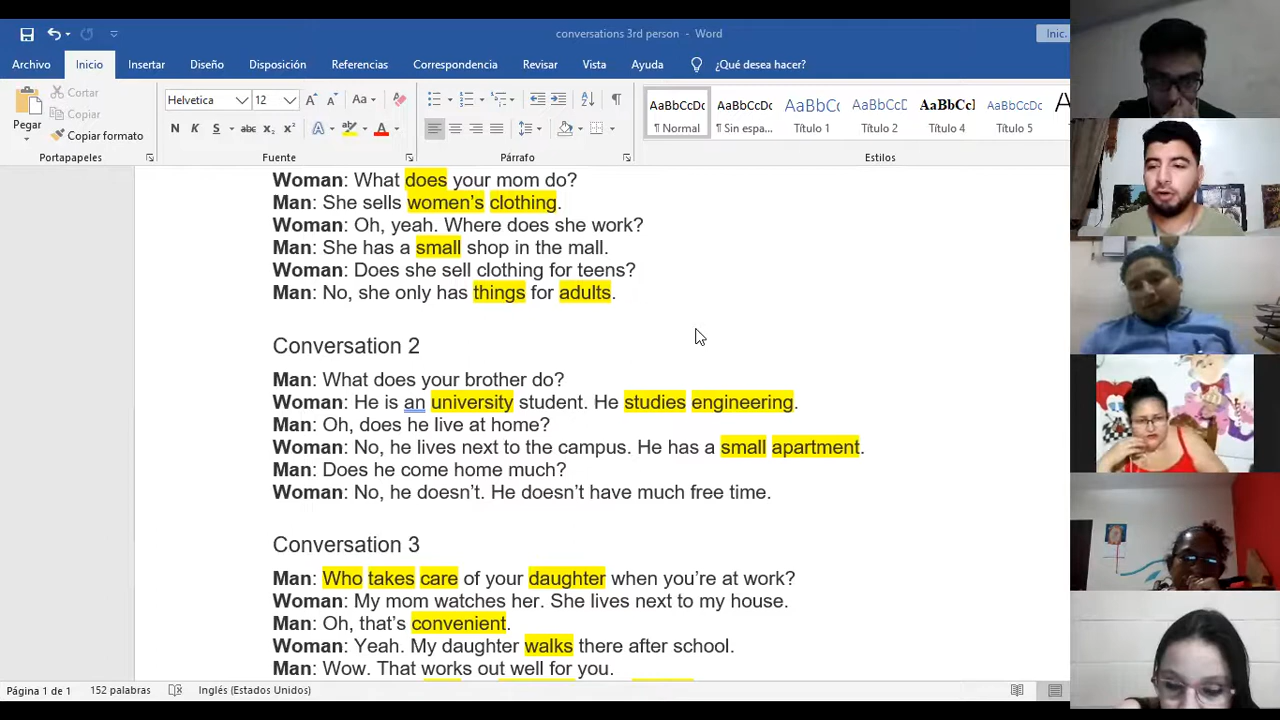 conversations 3rd person - Word
Inic.
Archivo Inicio Insertar Diseño Disposición Referencias Correspondencia Revisar Vista Ayuda ¿Qué desea hacer?
Cortar
Copiar
Copiar formato
Pegar
Portapapeles
Helvetica 12
N K S abc x₂ x²
Fuente
Párrafo
AaBbCcDc AaBbCcDc AaBbCc AaBbCcD AaBbCc AaBbCcD
¶ Normal ¶ Sin espa... Título 1 Título 2 Título 4 Título 5
Estilos
Woman: What does your mom do?
Man: She sells women’s clothing.
Woman: Oh, yeah. Where does she work?
Man: She has a small shop in the mall.
Woman: Does she sell clothing for teens?
Man: No, she only has things for adults.
Conversation 2
Man: What does your brother do?
Woman: He is an university student. He studies engineering.
Man: Oh, does he live at home?
Woman: No, he lives next to the campus. He has a small apartment.
Man: Does he come home much?
Woman: No, he doesn’t. He doesn’t have much free time.
Conversation 3
Man: Who takes care of your daughter when you’re at work?
Woman: My mom watches her. She lives next to my house.
Man: Oh, that’s convenient.
Woman: Yeah. My daughter walks there after school.
Man: Wow. That works out well for you.
Página 1 de 1 152 palabras Inglés (Estados Unidos)